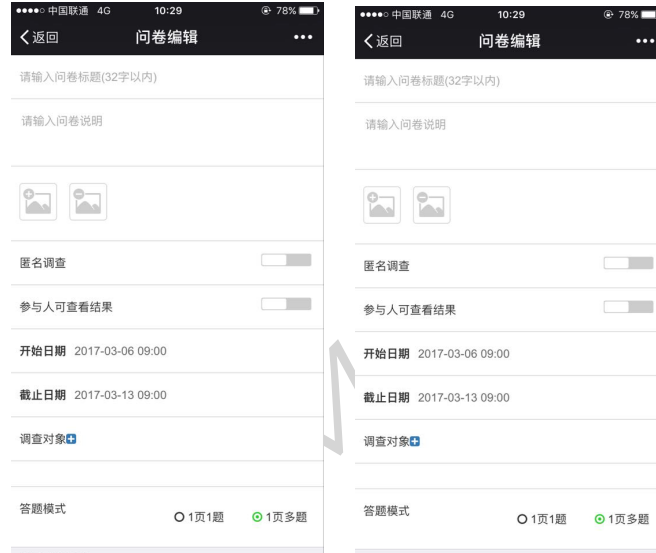 中国联通 4G 10:29 78%
返回 问卷编辑
请输入问卷标题(32字以内)
请输入问卷说明
匿名调查
参与人可查看结果
开始日期 2017-03-06 09:00
截止日期 2017-03-13 09:00
调查对象
答题模式
1页1题 1页多题
中国联通 4G 10:29 78%
返回 问卷编辑
请输入问卷标题(32字以内)
请输入问卷说明
匿名调查
参与人可查看结果
开始日期 2017-03-06 09:00
截止日期 2017-03-13 09:00
调查对象
答题模式
1页1题 1页多题